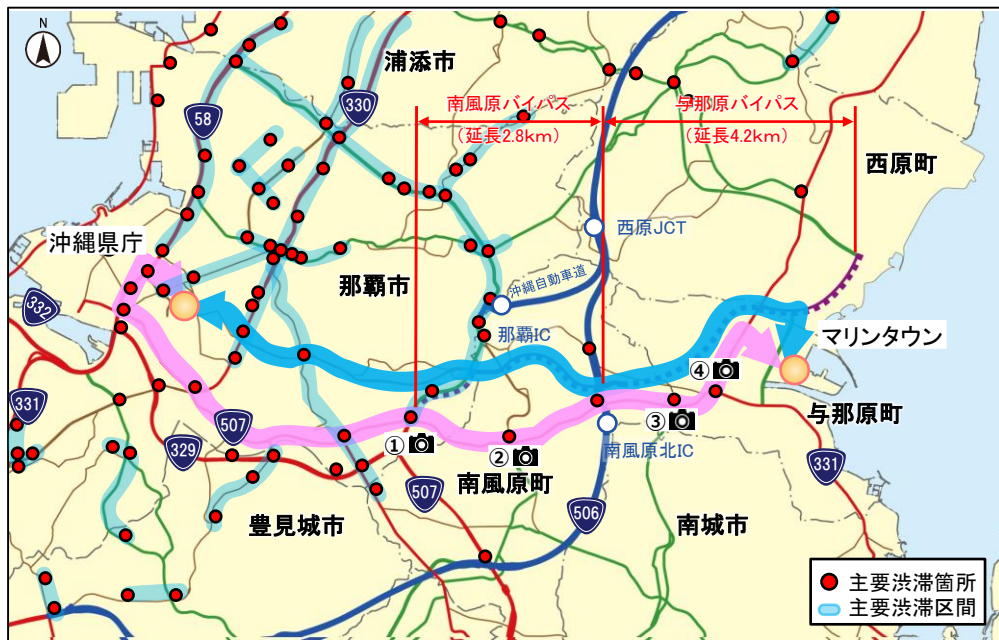 N
浦添市
330
58
南風原バイパス
(延長2.8km)
与那原バイパス
(延長4.2km)
西原町
沖縄県庁
西原JCT
那覇市
沖縄自動車道
332
那覇IC
マリンタウン
④
331
507
①
③
与那原町
329
②
南風原北IC
南風原町
507
506
331
豊見城市
南城市
主要渋滞箇所
主要渋滞区間